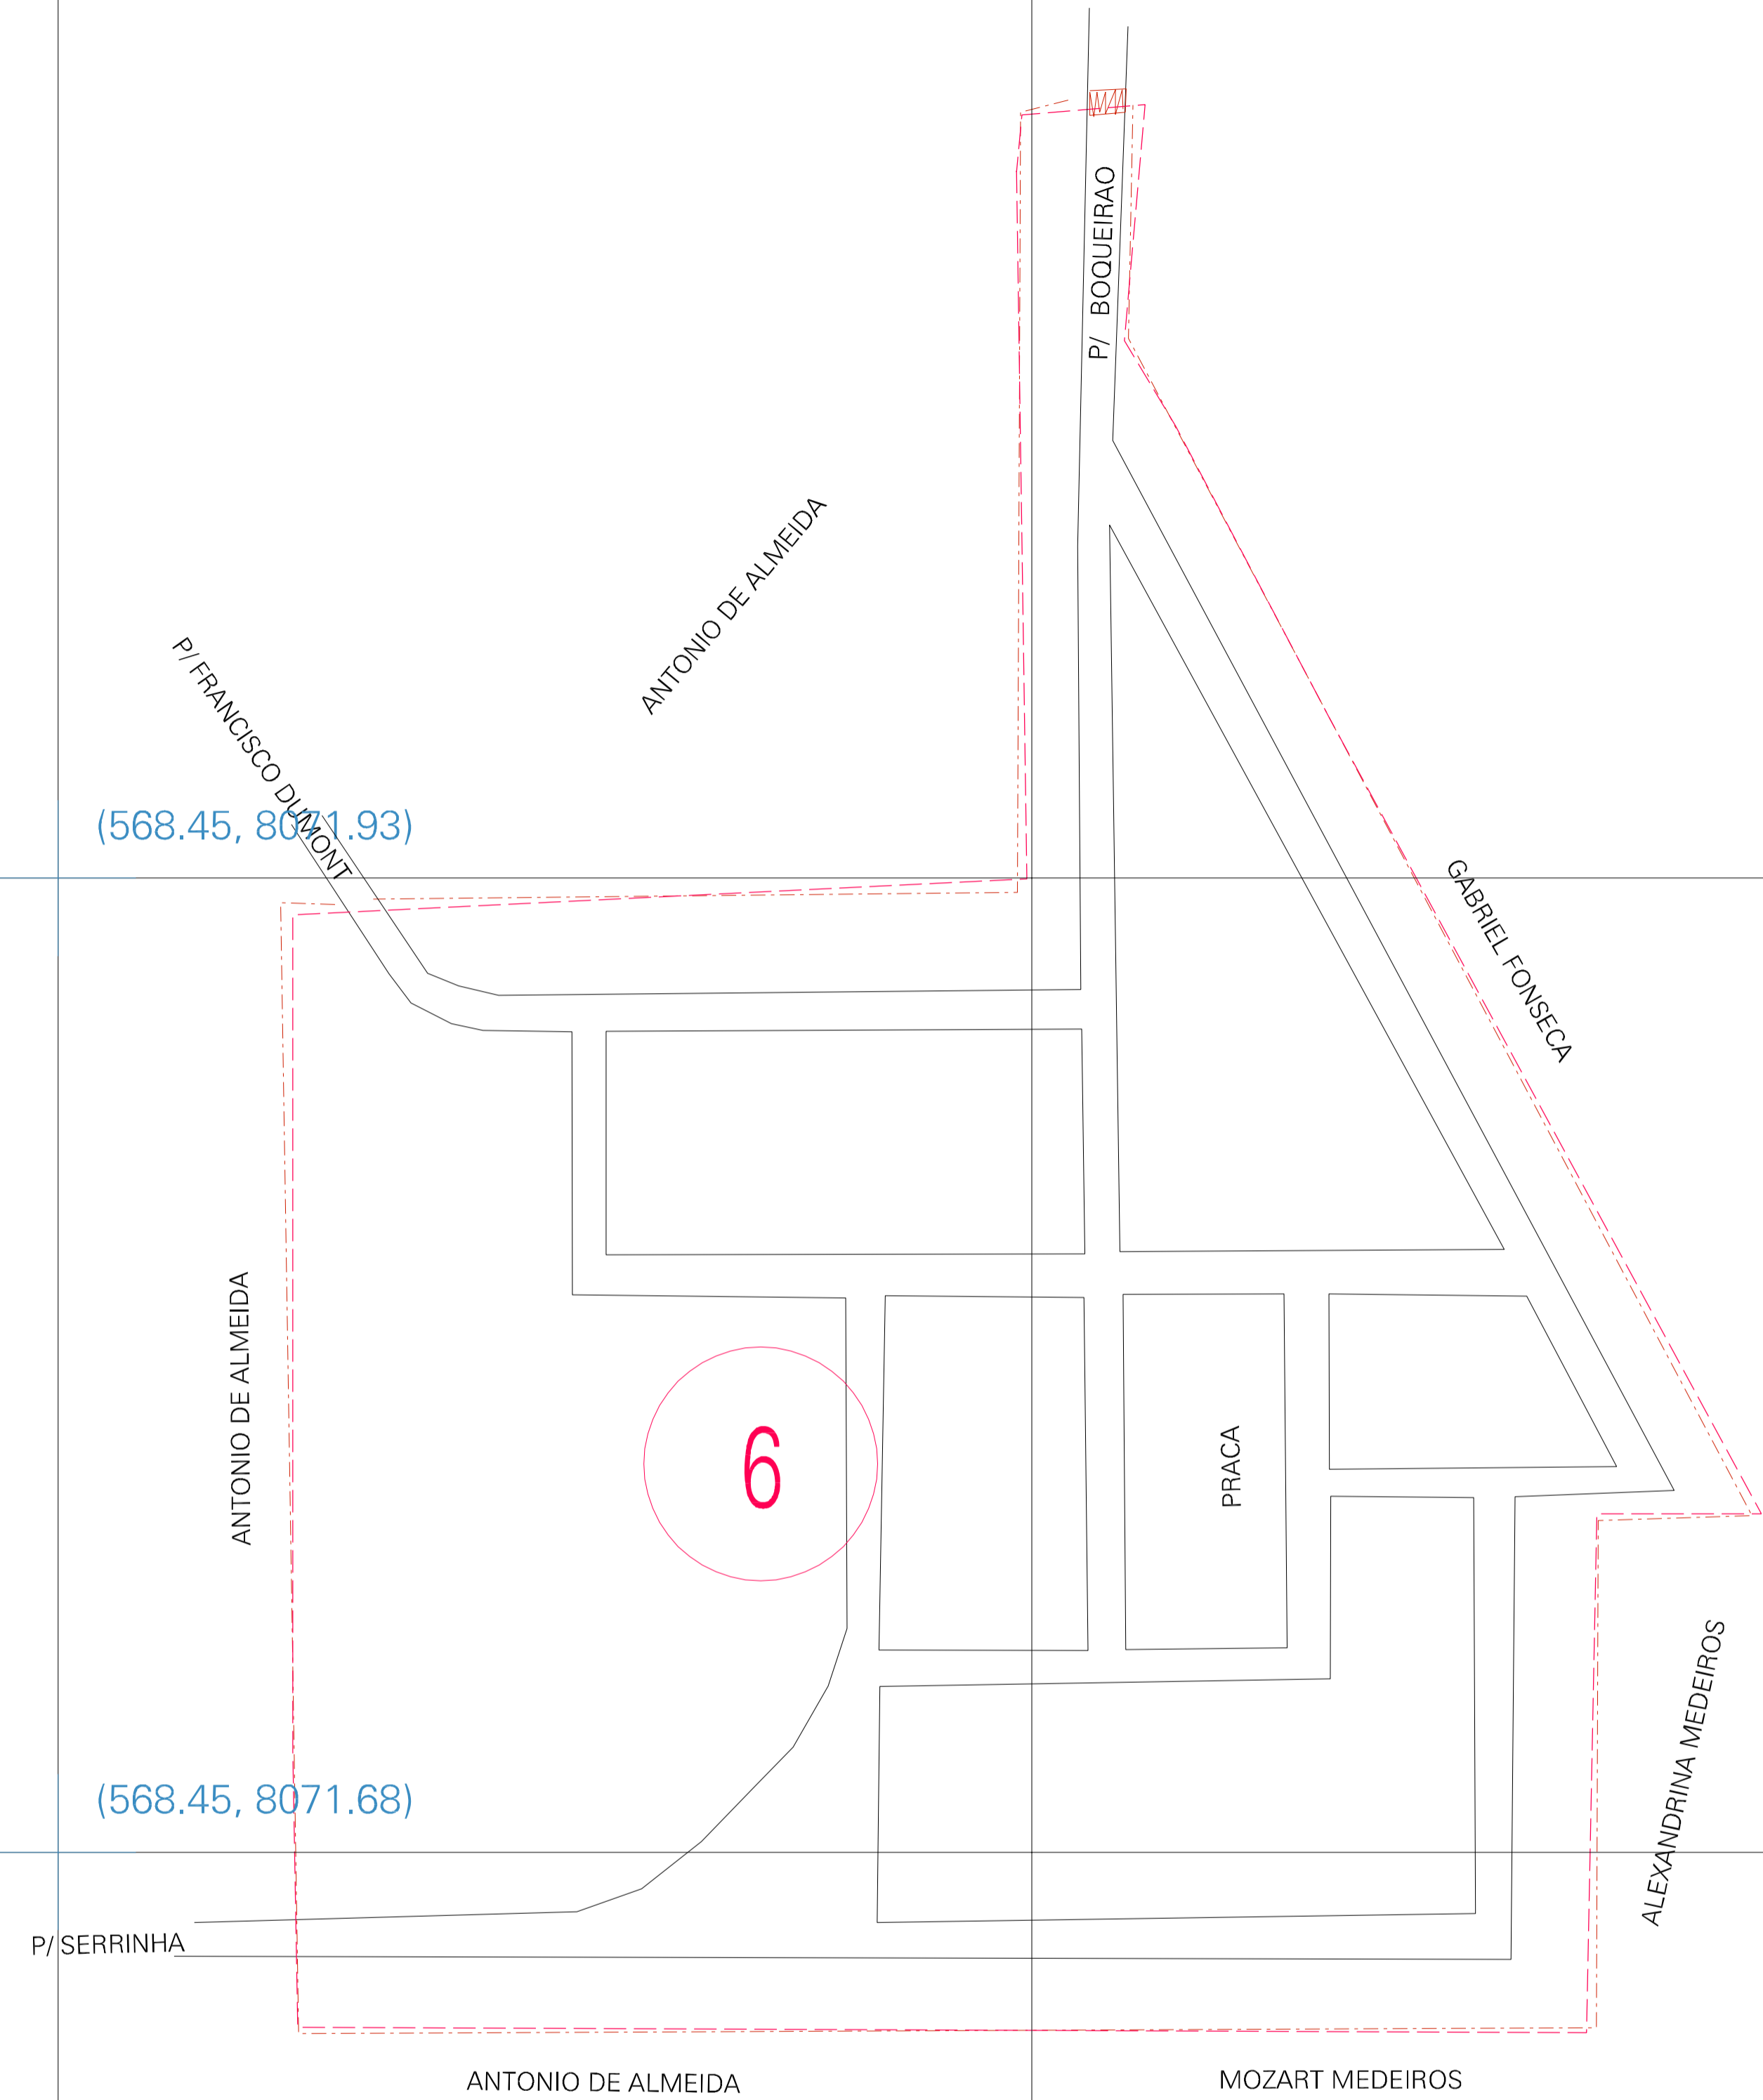 P/ BOQUEIRAO
ANTONIO DE ALMEIDA
P/ FRANCISCO DUMONT
(568.45, 8071.93)
GABRIEL FONSECA
ANTONIO DE ALMEIDA
6
PRACA
ALEXANDRINA MEDEIROS
(568.45, 8071.68)
P/ SERRINHA
ANTONIO DE ALMEIDA
MOZART MEDEIROS